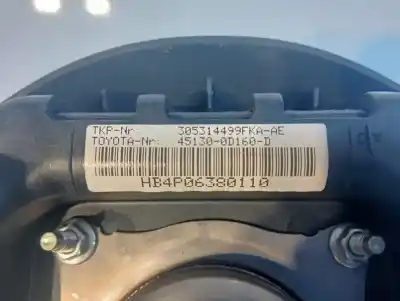 TKP-Nr: 305314499FKA-AE
TOYOTA-Nr: 45130-0D160-D
HB4P06380110